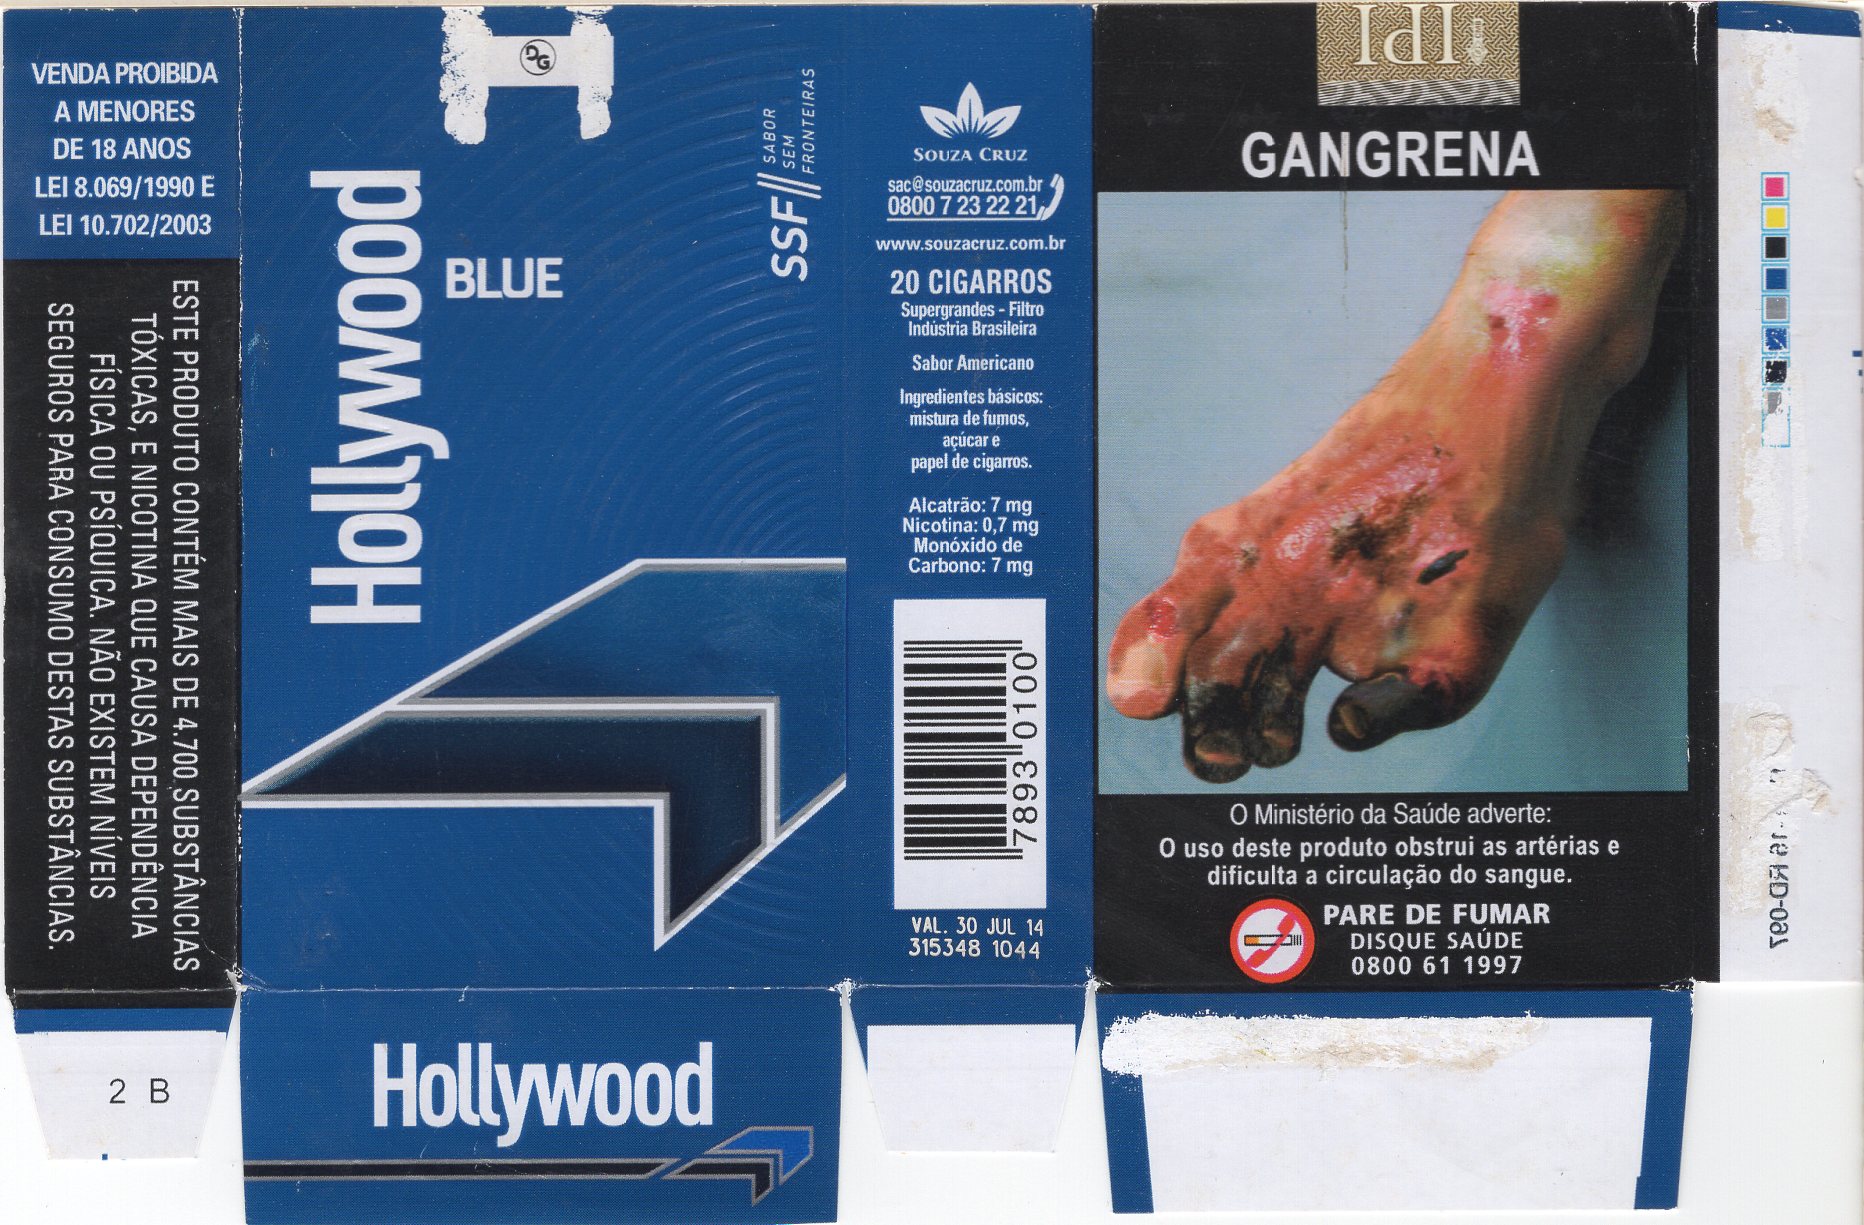 VENDA PROIBIDA
A MENORES
DE 18 ANOS
LEI 8.069/1990 E
LEI 10.702/2003
ESTE PRODUTO CONTÉM MAIS DE 4.700 SUBSTÂNCIAS
TÓXICAS, E NICOTINA QUE CAUSA DEPENDÊNCIA
FÍSICA OU PSÍQUICA. NÃO EXISTEM NÍVEIS
SEGUROS PARA CONSUMO DESTAS SUBSTÂNCIAS.
2 B
DG
Hollywood
BLUE
SSF
SABOR
SEM
FRONTEIRAS
Hollywood
SOUZA CRUZ
sac@souzacruz.com.br
0800 7 23 22 21
www.souzacruz.com.br
20 CIGARROS
Supergrandes - Filtro
Indústria Brasileira
Sabor Americano
Ingredientes básicos:
mistura de fumos,
açúcar e
papel de cigarros.
Alcatrão: 7 mg
Nicotina: 0,7 mg
Monóxido de
Carbono: 7 mg
7893 0100
VAL. 30 JUL 14
315348 1044
IPI
GANGRENA
O Ministério da Saúde adverte:
O uso deste produto obstrui as artérias e
dificulta a circulação do sangue.
PARE DE FUMAR
DISQUE SAÚDE
0800 61 1997